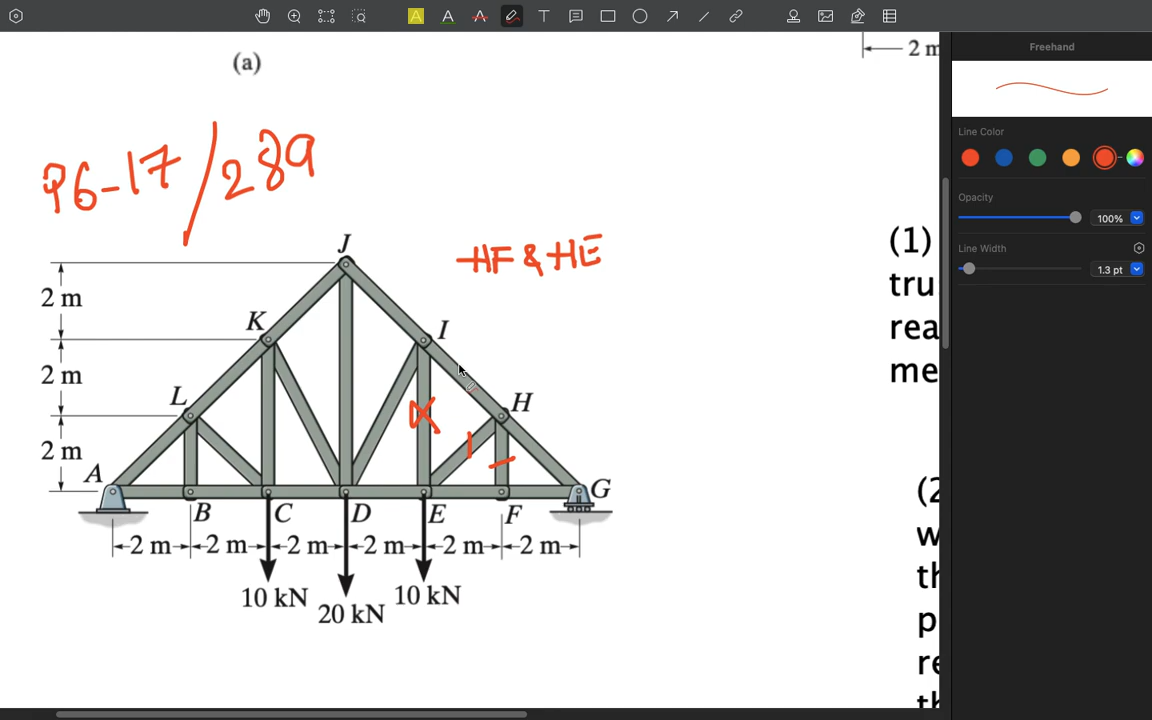 A A A T
Freehand
2 m
(a)
Line Color
P6-17/289
Opacity
100%
J
HF & HE
(1)
Line Width
tru
1.3 pt
2 m
K
I
rea
2 m
me
L
H
2 m
A
G
(2
B C D E F
w
2 m 2 m 2 m 2 m 2 m 2 m
th
10 kN
20 kN
10 kN
p
re
th